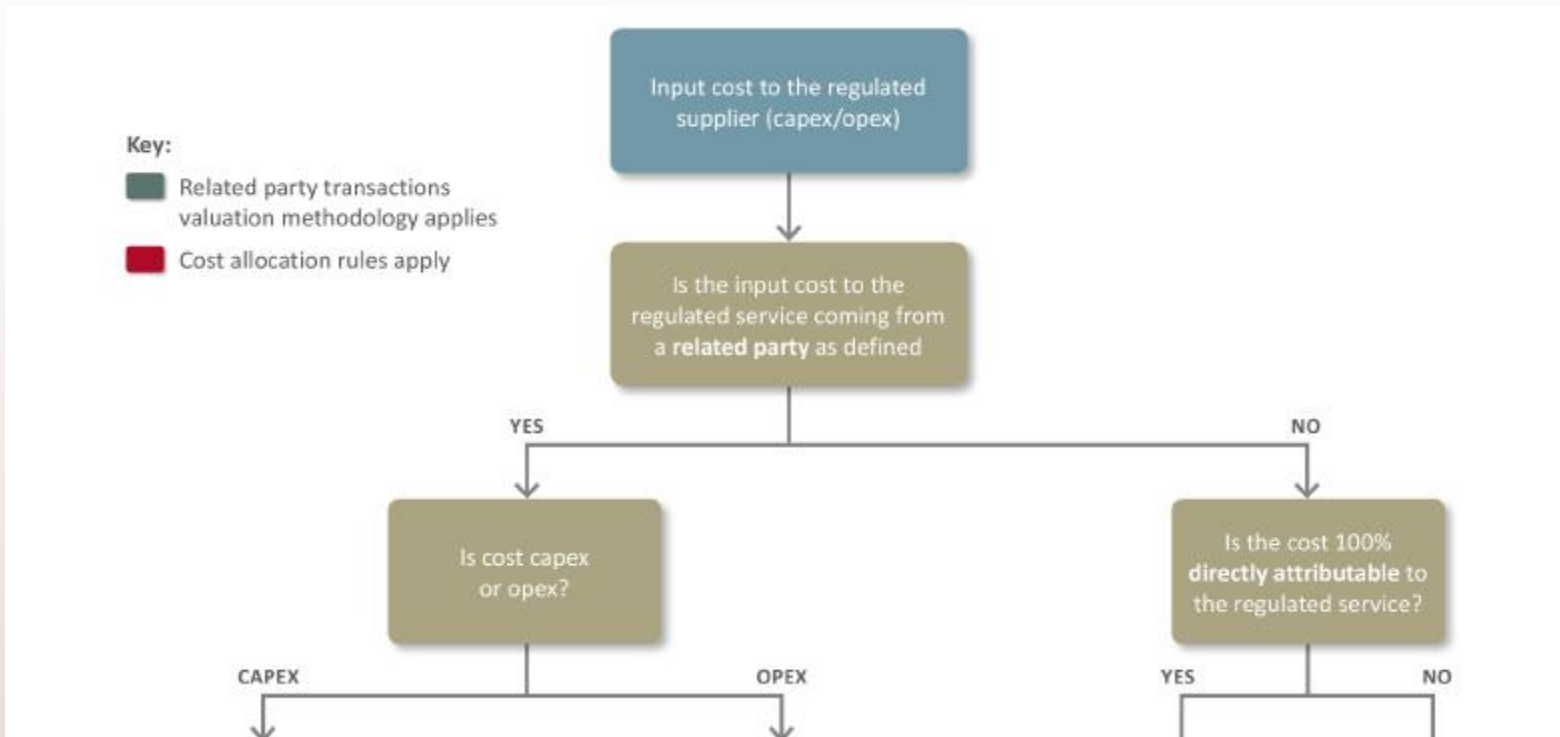 Input cost to the regulated
supplier (capex/opex)
Key:
Related party transactions
valuation methodology applies
Cost allocation rules apply
Is the input cost to the
regulated service coming from
a related party as defined
YES
NO
Is cost capex
or opex?
Is the cost 100%
directly attributable to
the regulated service?
CAPEX
OPEX
YES
NO